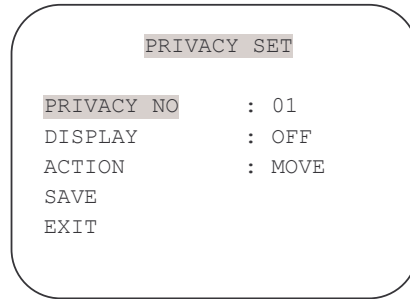 PRIVACY SET
PRIVACY NO : 01
DISPLAY : OFF
ACTION : MOVE
SAVE
EXIT